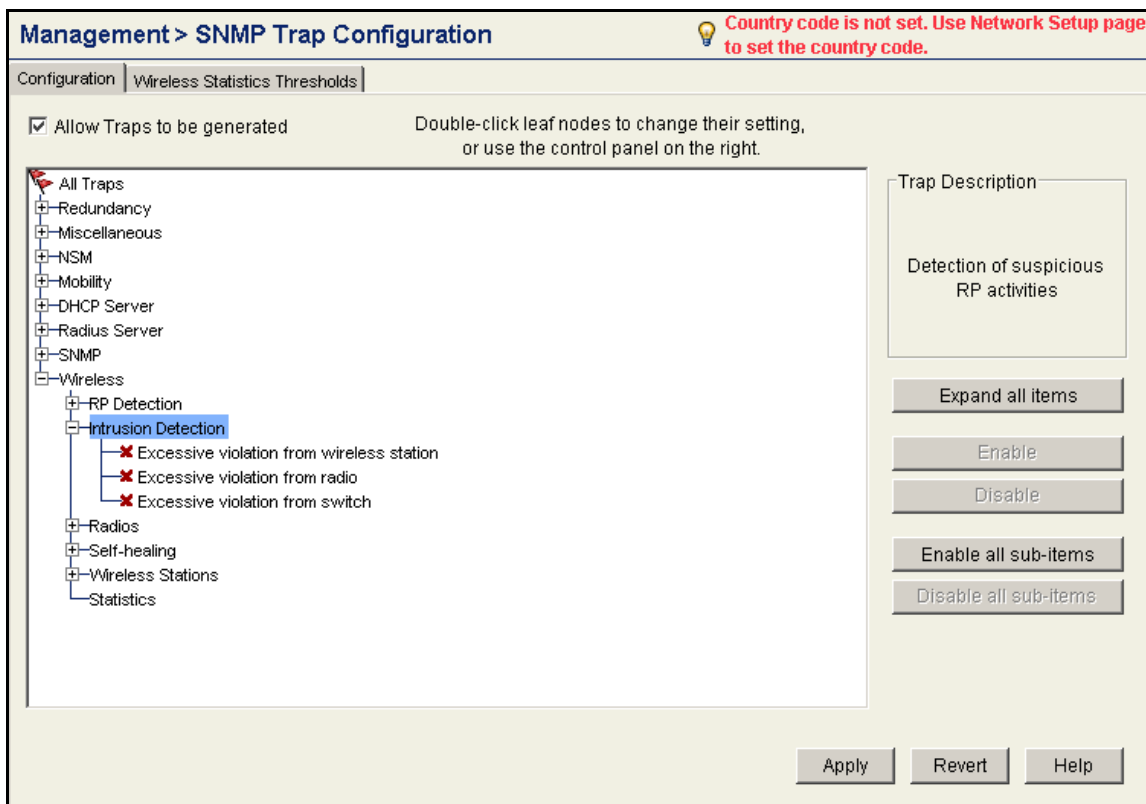 Management > SNMP Trap Configuration
Country code is not set. Use Network Setup page
to set the country code.
Configuration
Wireless Statistics Thresholds
Allow Traps to be generated
Double-click leaf nodes to change their setting,
or use the control panel on the right.
All Traps
Redundancy
Miscellaneous
NSM
Mobility
DHCP Server
Radius Server
SNMP
Wireless
RP Detection
Intrusion Detection
Excessive violation from wireless station
Excessive violation from radio
Excessive violation from switch
Radios
Self-healing
Wireless Stations
Statistics
Trap Description
Detection of suspicious
RP activities
Expand all items
Enable
Disable
Enable all sub-items
Disable all sub-items
Apply
Revert
Help